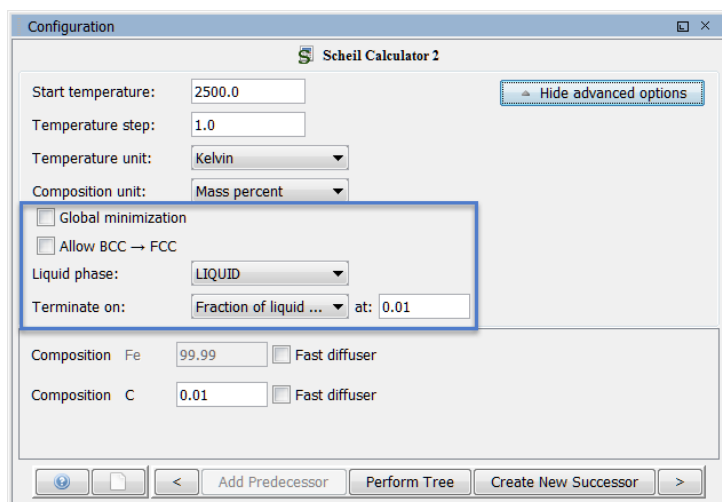 Configuration
Scheil Calculator 2
Start temperature: 2500.0 Hide advanced options
Temperature step: 1.0
Temperature unit: Kelvin
Composition unit: Mass percent
Global minimization
Allow BCC → FCC
Liquid phase: LIQUID
Terminate on: Fraction of liquid ... at: 0.01
Composition Fe 99.99 Fast diffuser
Composition C 0.01 Fast diffuser
< Add Predecessor Perform Tree Create New Successor >